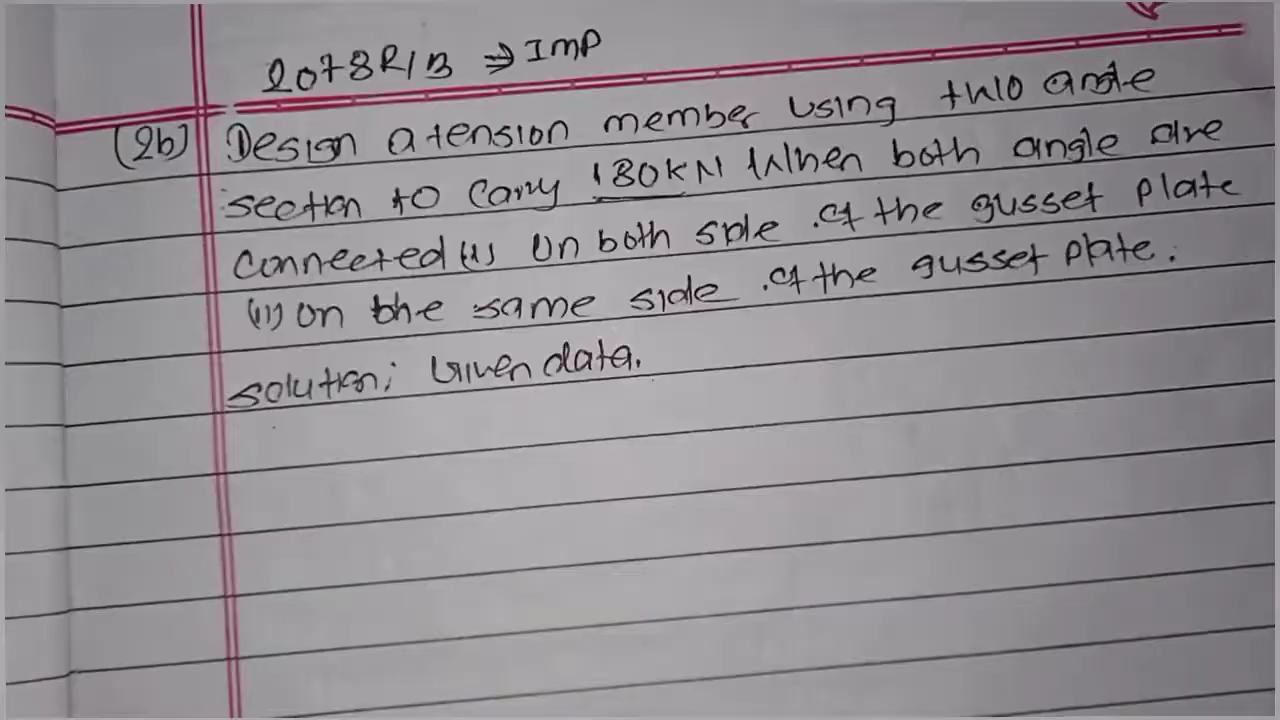 2078R/B ⇒ IMP
(2b) Design a tension member using two angle
section to carry 180KN When both angle are
connected (i) on both side of the gusset plate
(ii) on the same side of the gusset plate.
solution; Given data.